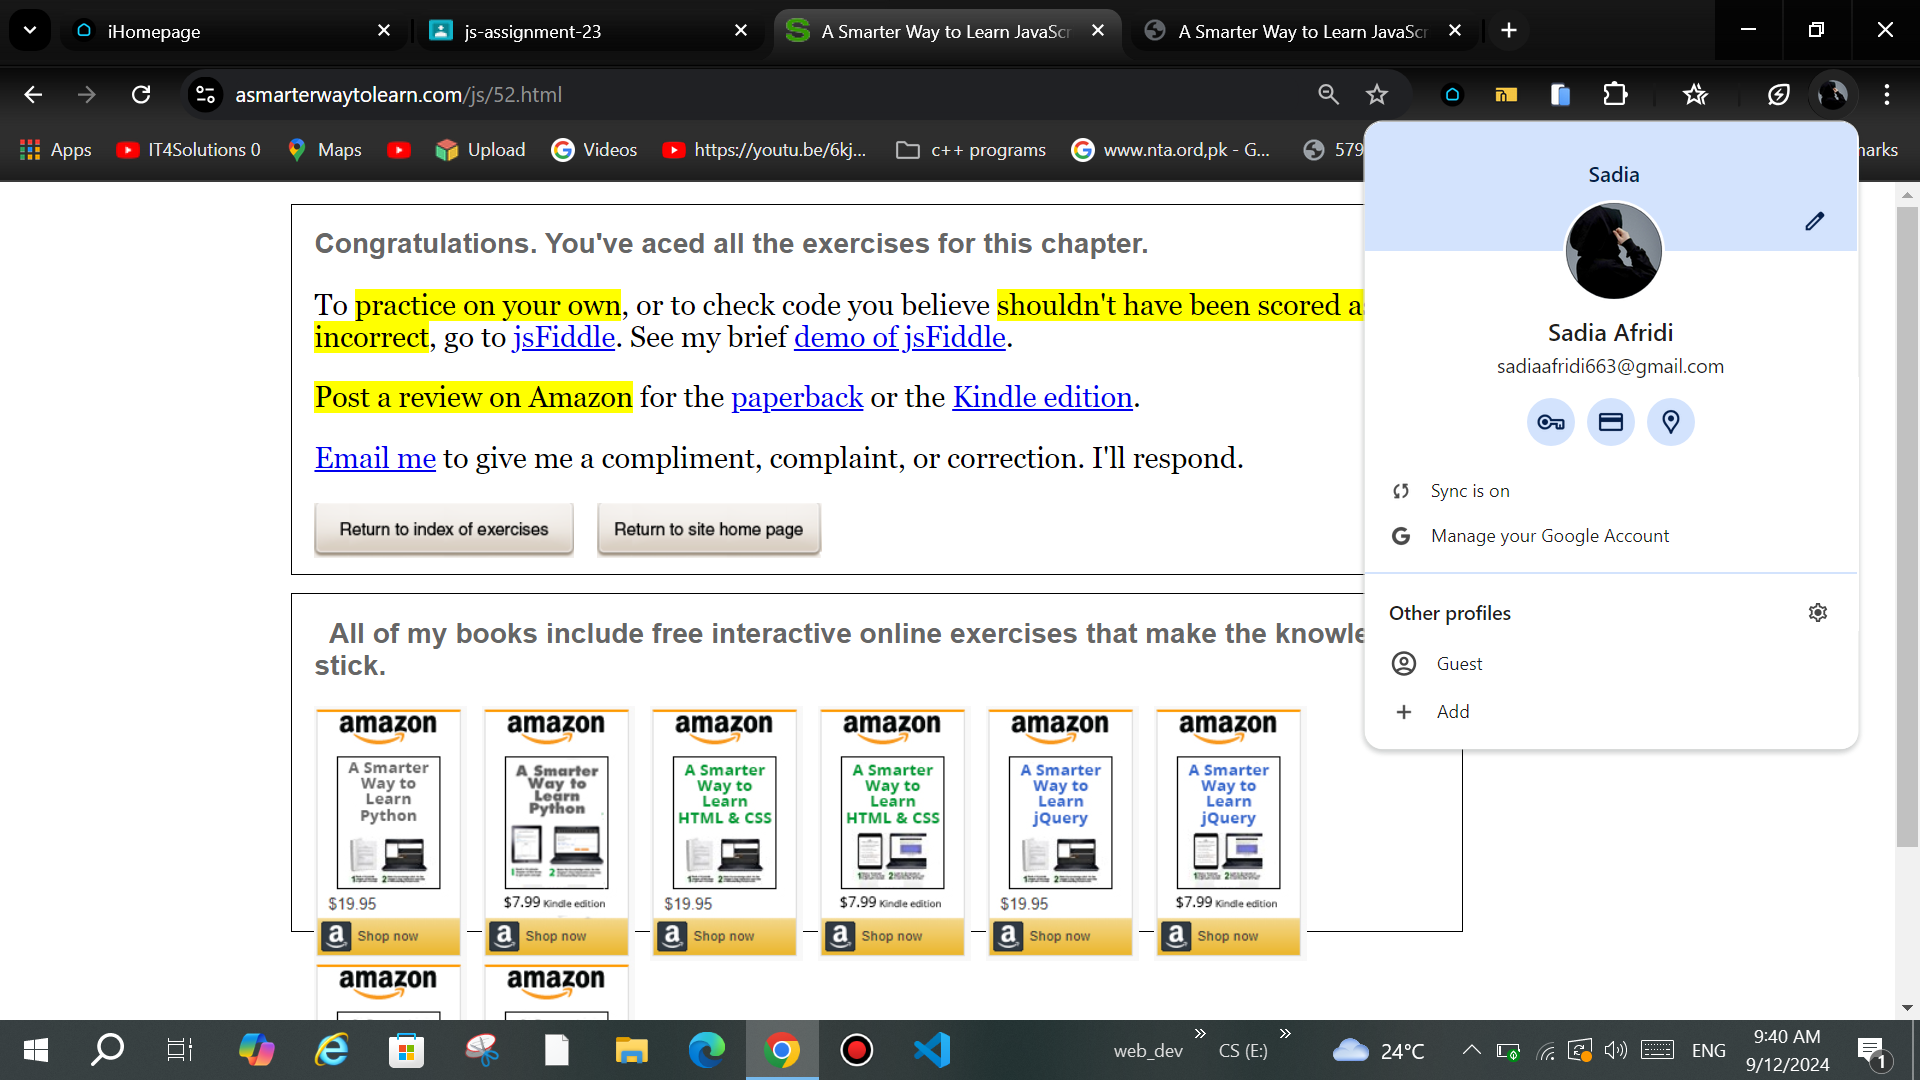 iHomepage
js-assignment-23
A Smarter Way to Learn JavaScr
A Smarter Way to Learn JavaScr
asmarterwaytolearn.com/js/52.html
Apps
IT4Solutions 0
Maps
Upload
Videos
https://youtu.be/6kj...
c++ programs
www.nta.ord,pk - G...
579
narks
Congratulations. You've aced all the exercises for this chapter.
To practice on your own, or to check code you believe shouldn't have been scored as
incorrect, go to jsFiddle. See my brief demo of jsFiddle.
Post a review on Amazon for the paperback or the Kindle edition.
Email me to give me a compliment, complaint, or correction. I'll respond.
Return to index of exercises
Return to site home page
All of my books include free interactive online exercises that make the knowle
stick.
amazon
A Smarter
Way to
Learn
Python
$19.95
a Shop now
amazon
A Smarter
Way to
Learn
Python
$7.99 Kindle edition
a Shop now
amazon
A Smarter
Way to
Learn
HTML & CSS
$19.95
a Shop now
amazon
A Smarter
Way to
Learn
HTML & CSS
$7.99 Kindle edition
a Shop now
amazon
A Smarter
Way to
Learn
jQuery
$19.95
a Shop now
amazon
A Smarter
Way to
Learn
jQuery
$7.99 Kindle edition
a Shop now
amazon
amazon
Sadia
Sadia Afridi
sadiaafridi663@gmail.com
Sync is on
Manage your Google Account
Other profiles
Guest
Add
web_dev
CS (E:)
24°C
ENG
9:40 AM
9/12/2024
1